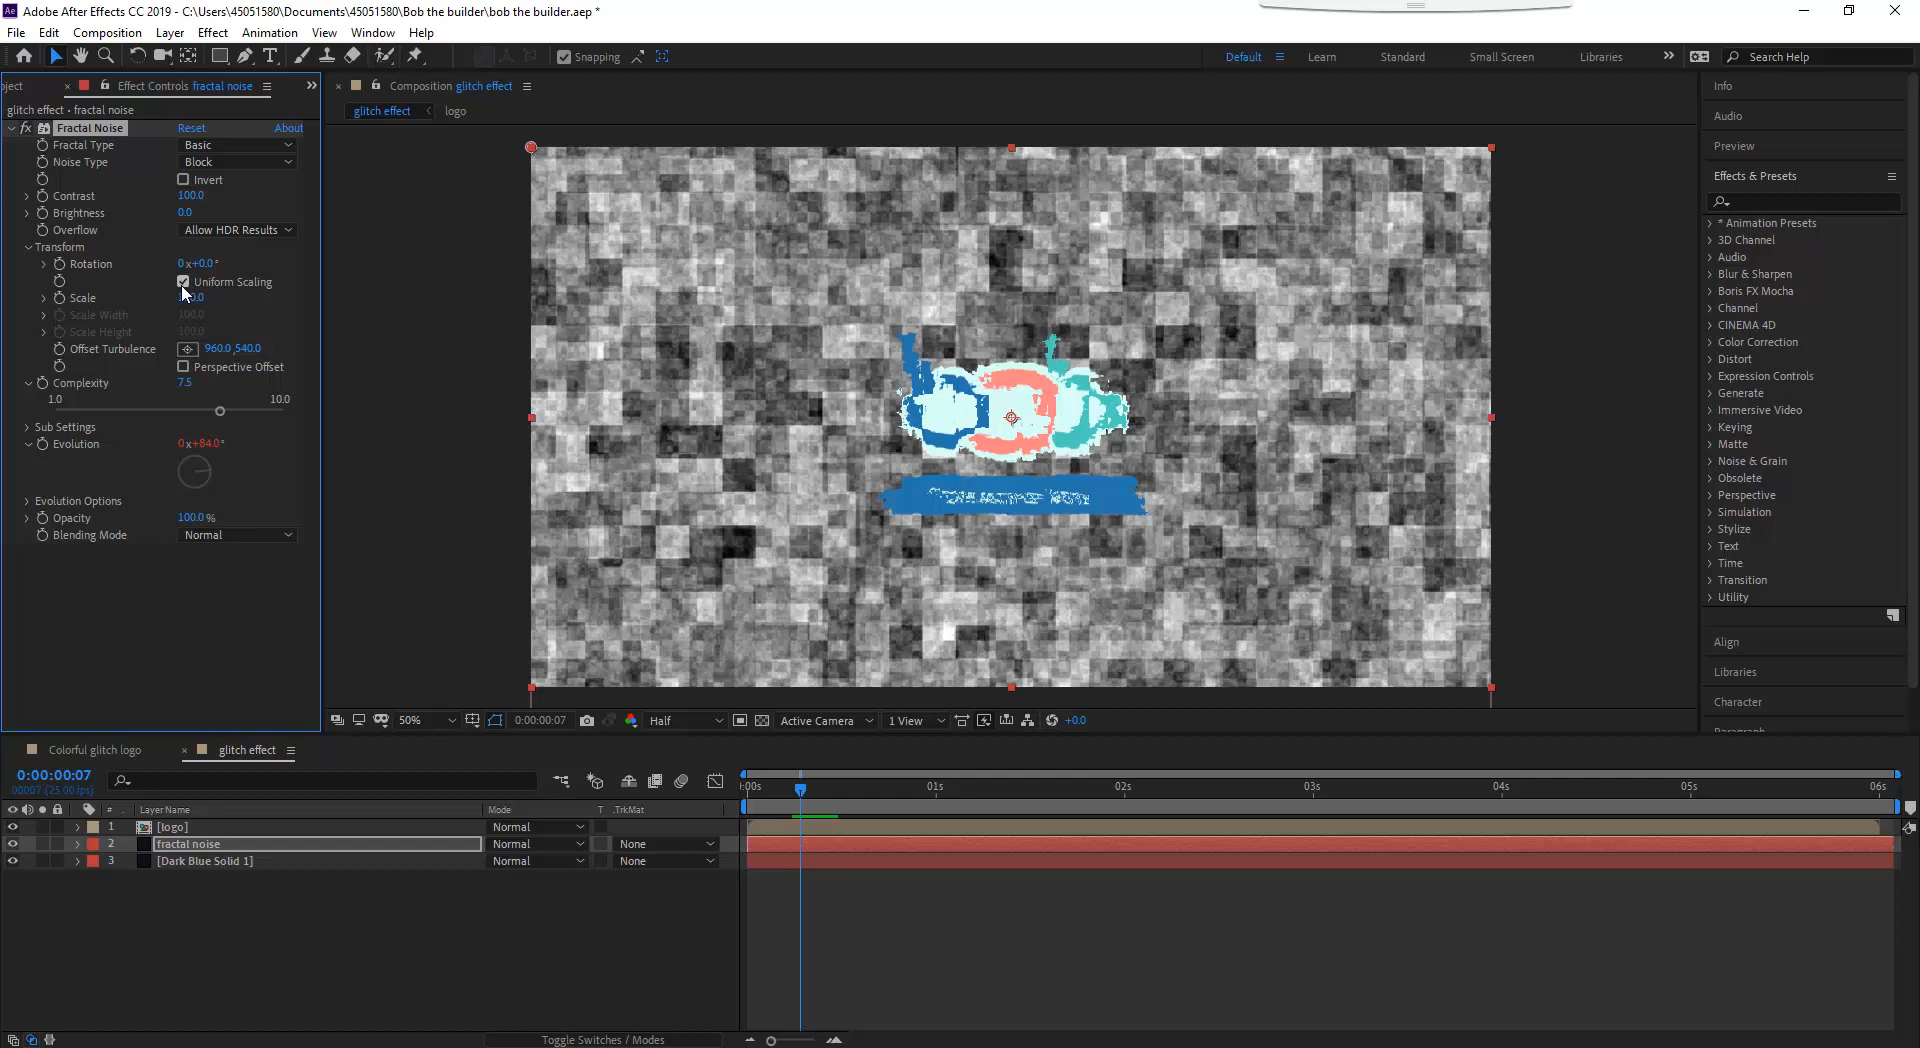 Adobe After Effects CC 2019 - C:\Users\45051580\Documents\45051580\Bob the builder\bob the builder.aep *
File Edit Composition Layer Effect Animation View Window Help
Snapping
Default Learn Standard Small Screen Libraries Search Help
oject Effect Controls fractal noise
Composition glitch effect
glitch effect • fractal noise
glitch effect logo
Fractal Noise Reset About
Fractal Type Basic
Noise Type Block
Invert
Contrast 100.0
Brightness 0.0
Overflow Allow HDR Results
Transform
Rotation 0x+0.0°
Uniform Scaling
Scale
Scale Width 100.0
Scale Height 100.0
Offset Turbulence 960.0,540.0
Perspective Offset
Complexity 7.5
1.0 10.0
Sub Settings
Evolution 0x+84.0°
Evolution Options
Opacity 100.0 %
Blending Mode Normal
50% 0:00:00:07 Half Active Camera 1 View +0.0
Info
Audio
Preview
Effects & Presets
* Animation Presets
3D Channel
Audio
Blur & Sharpen
Boris FX Mocha
Channel
CINEMA 4D
Color Correction
Distort
Expression Controls
Generate
Immersive Video
Keying
Matte
Noise & Grain
Obsolete
Perspective
Simulation
Stylize
Text
Time
Transition
Utility
Align
Libraries
Character
Paragraph
Colorful glitch logo glitch effect
0:00:00:07
00007 (25.00 fps)
:00s 01s 02s 03s 04s 05s 06s
# Layer Name Mode T .TrkMat
1 [logo] Normal
2 fractal noise Normal None
3 [Dark Blue Solid 1] Normal None
Toggle Switches / Modes